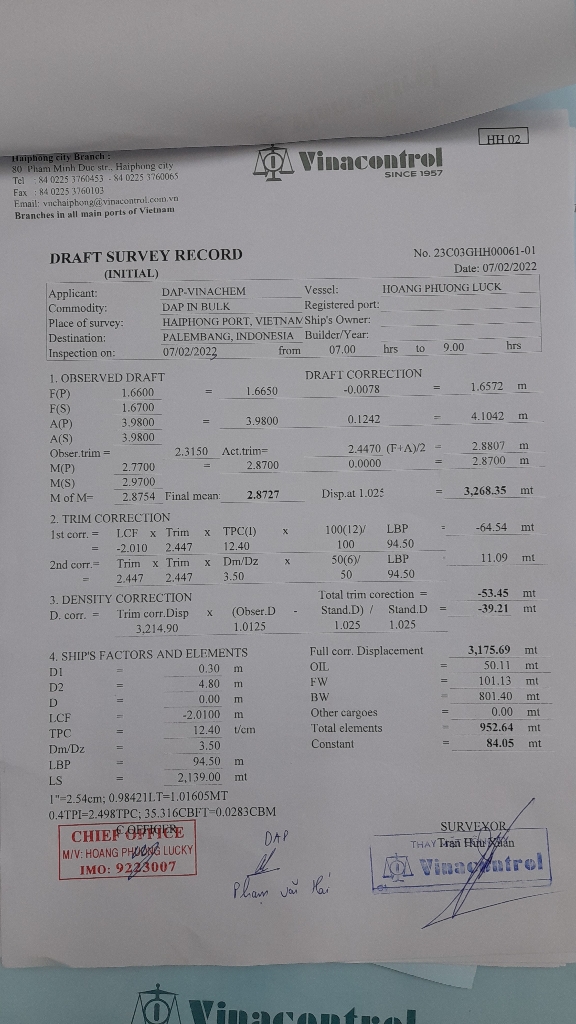 HH 02
Haiphong city Branch :
80 Pham Minh Duc str., Haiphong city
Tel : 84 0225 3760453 - 84 0225 3760065
Fax : 84 0225 3760103
Email: vnchaiphong@vinacontrol.com.vn
Branches in all main ports of Vietnam
Vinacontrol
SINCE 1957
DRAFT SURVEY RECORD
(INITIAL)
No. 23C03GHH00061-01
Date: 07/02/2022
Applicant: DAP-VINACHEM Vessel: HOANG PHUONG LUCK
Commodity: DAP IN BULK Registered port:
Place of survey: HAIPHONG PORT, VIETNAM Ship's Owner:
Destination: PALEMBANG, INDONESIA Builder/Year:
Inspection on: 07/02/2022 from 07.00 hrs to 9.00 hrs
1. OBSERVED DRAFT DRAFT CORRECTION
F(P) 1.6600 = 1.6650 -0.0078 = 1.6572 m
F(S) 1.6700
A(P) 3.9800 = 3.9800 0.1242 = 4.1042 m
A(S) 3.9800
Obser.trim = 2.3150 Act.trim= 2.4470 (F+A)/2 = 2.8807 m
M(P) 2.7700 = 2.8700 0.0000 = 2.8700 m
M(S) 2.9700
M of M= 2.8754 Final mean: 2.8727 Disp.at 1.025 = 3,268.35 mt
2. TRIM CORRECTION
1st corr. = LCF x Trim x TPC(1) x 100(12)/ LBP = -64.54 mt
= -2.010 2.447 12.40 100 94.50
2nd corr.= Trim x Trim x Dm/Dz x 50(6)/ LBP 11.09 mt
= 2.447 2.447 3.50 50 94.50
Total trim corection = -53.45 mt
3. DENSITY CORRECTION
D. corr. = Trim corr.Disp x (Obser.D - Stand.D) / Stand.D = -39.21 mt
3,214.90 1.0125 1.025 1.025
4. SHIP'S FACTORS AND ELEMENTS Full corr. Displacement 3,175.69 mt
D1 = 0.30 m OIL = 50.11 mt
D2 = 4.80 m FW = 101.13 mt
D = 0.00 m BW = 801.40 mt
LCF = -2.0100 m Other cargoes = 0.00 mt
TPC = 12.40 t/cm Total elements = 952.64 mt
Dm/Dz = 3.50 Constant = 84.05 mt
LBP = 94.50 m
LS = 2,139.00 mt
1"=2.54cm; 0.98421LT=1.01605MT
0.4TPI=2.498TPC; 35.316CBFT=0.0283CBM
C.OFFICER
CHIEF OFFICE
M/V: HOANG PHUONG LUCKY
IMO: 9223007
DAP
Phạm Văn Hải
SURVEYOR
Trần Hữu Xuân
Vinacontrol
Vinacontrol